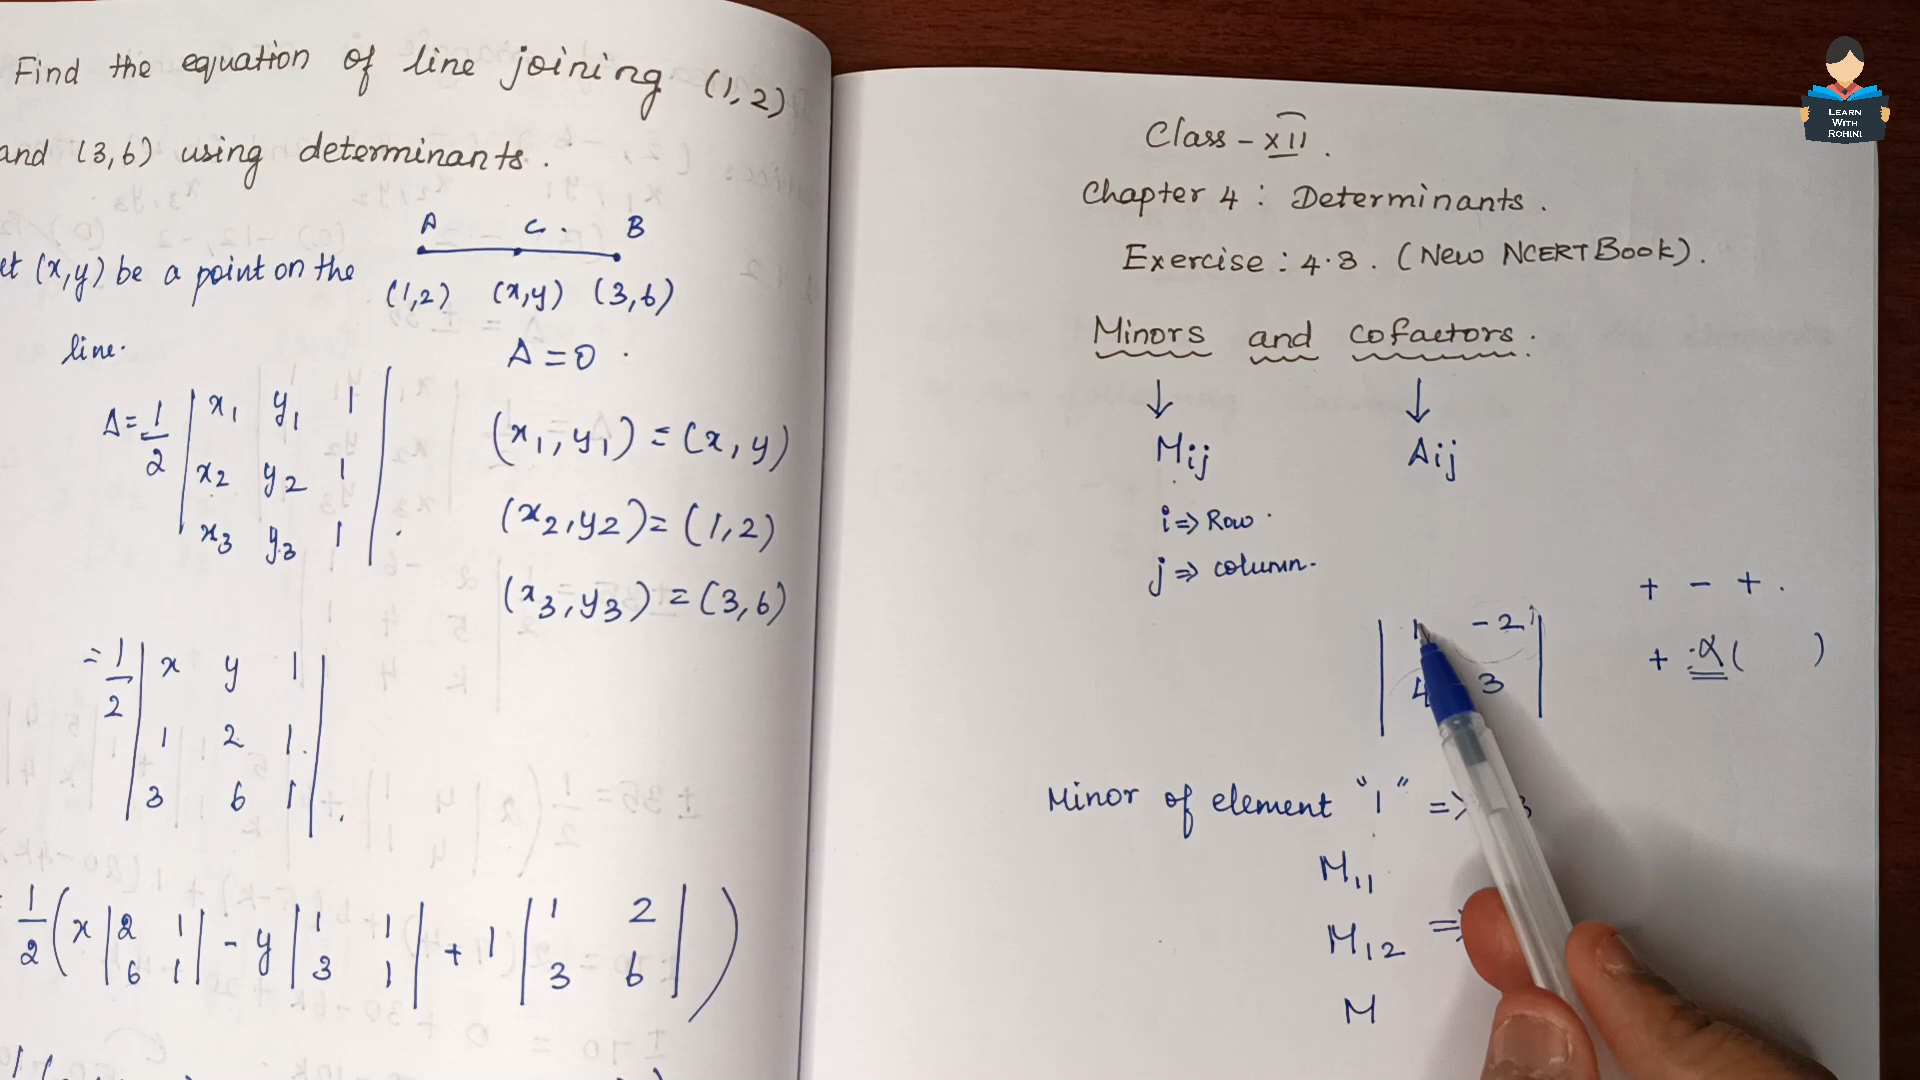 Find the equation of line joining (1,2)
and (3,6) using determinants.
A C B
(x,y) be a point on the
(1,2) (x,y) (3,6)
line.
Δ = 0
Δ = 1/2 | x₁ y₁ 1
x₂ y₂ 1
x₃ y₃ 1 |
(x₁, y₁) = (x, y)
(x₂, y₂) = (1, 2)
(x₃, y₃) = (3, 6)
= 1/2 | x y 1
1 2 1
3 6 1 |
1/2 ( x | 2 1 | - y | 1 1 | + 1 | 1 2 | )
6 1 3 1 3 6
Class - XII.
Chapter 4 : Determinants.
Exercise : 4.3. (New NCERT Book).
Minors and cofactors.
↓ ↓
Mij Aij
i => Row.
j => column.
+ - + .
| 1 -2 |
4 3
+ -2( )
Minor of element "1" => 3
M₁₁
M₁₂ =>
M
LEARN
WITH
ROHINI